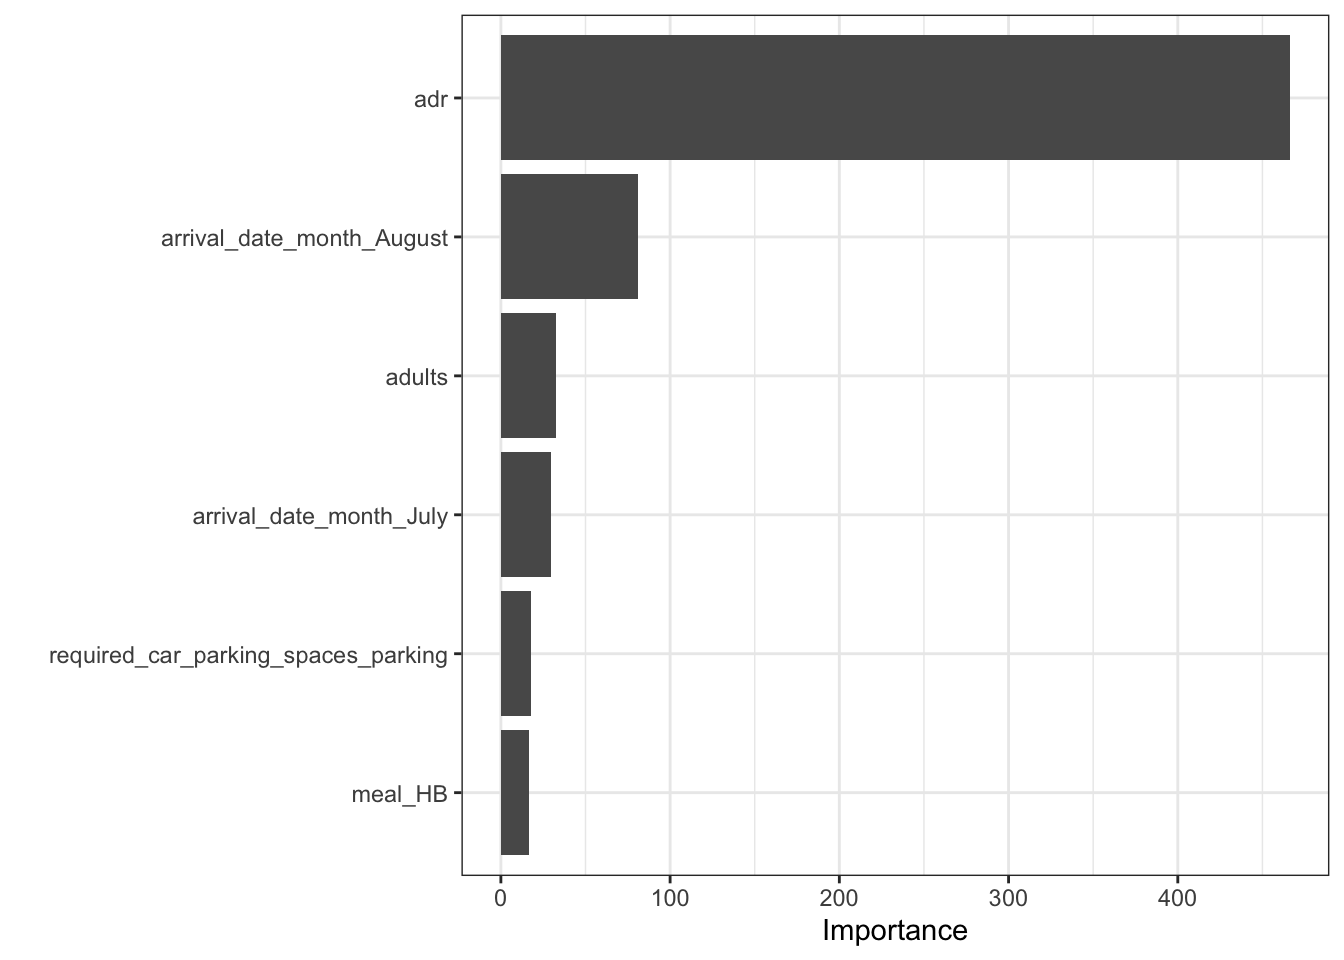 adr
arrival_date_month_August
adults
arrival_date_month_July
required_car_parking_spaces_parking
meal_HB
0 100 200 300 400
Importance